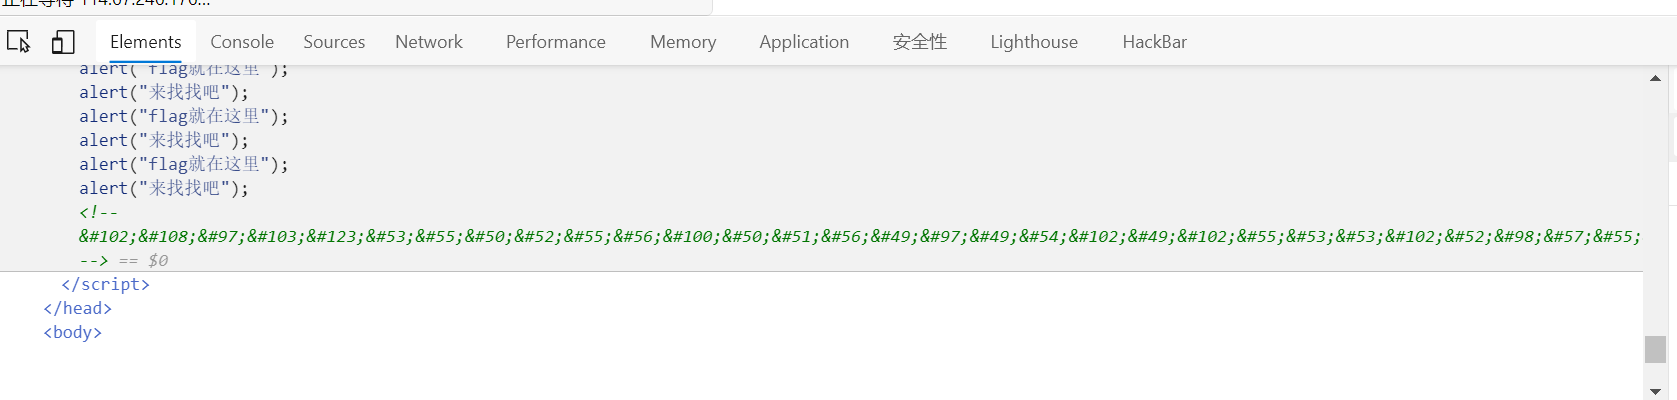 正在等待 114.67.246.176...
Elements Console Sources Network Performance Memory Application 安全性 Lighthouse HackBar
alert("flag就在这里");
alert("来找找吧");
alert("flag就在这里");
alert("来找找吧");
alert("flag就在这里");
alert("来找找吧");
<!--
&#102;&#108;&#97;&#103;&#123;&#53;&#55;&#50;&#52;&#55;&#56;&#100;&#50;&#51;&#56;&#49;&#97;&#49;&#54;&#102;&#49;&#102;&#55;&#53;&#53;&#102;&#52;&#98;&#57;&#55;
--> == $0
</script>
</head>
<body>